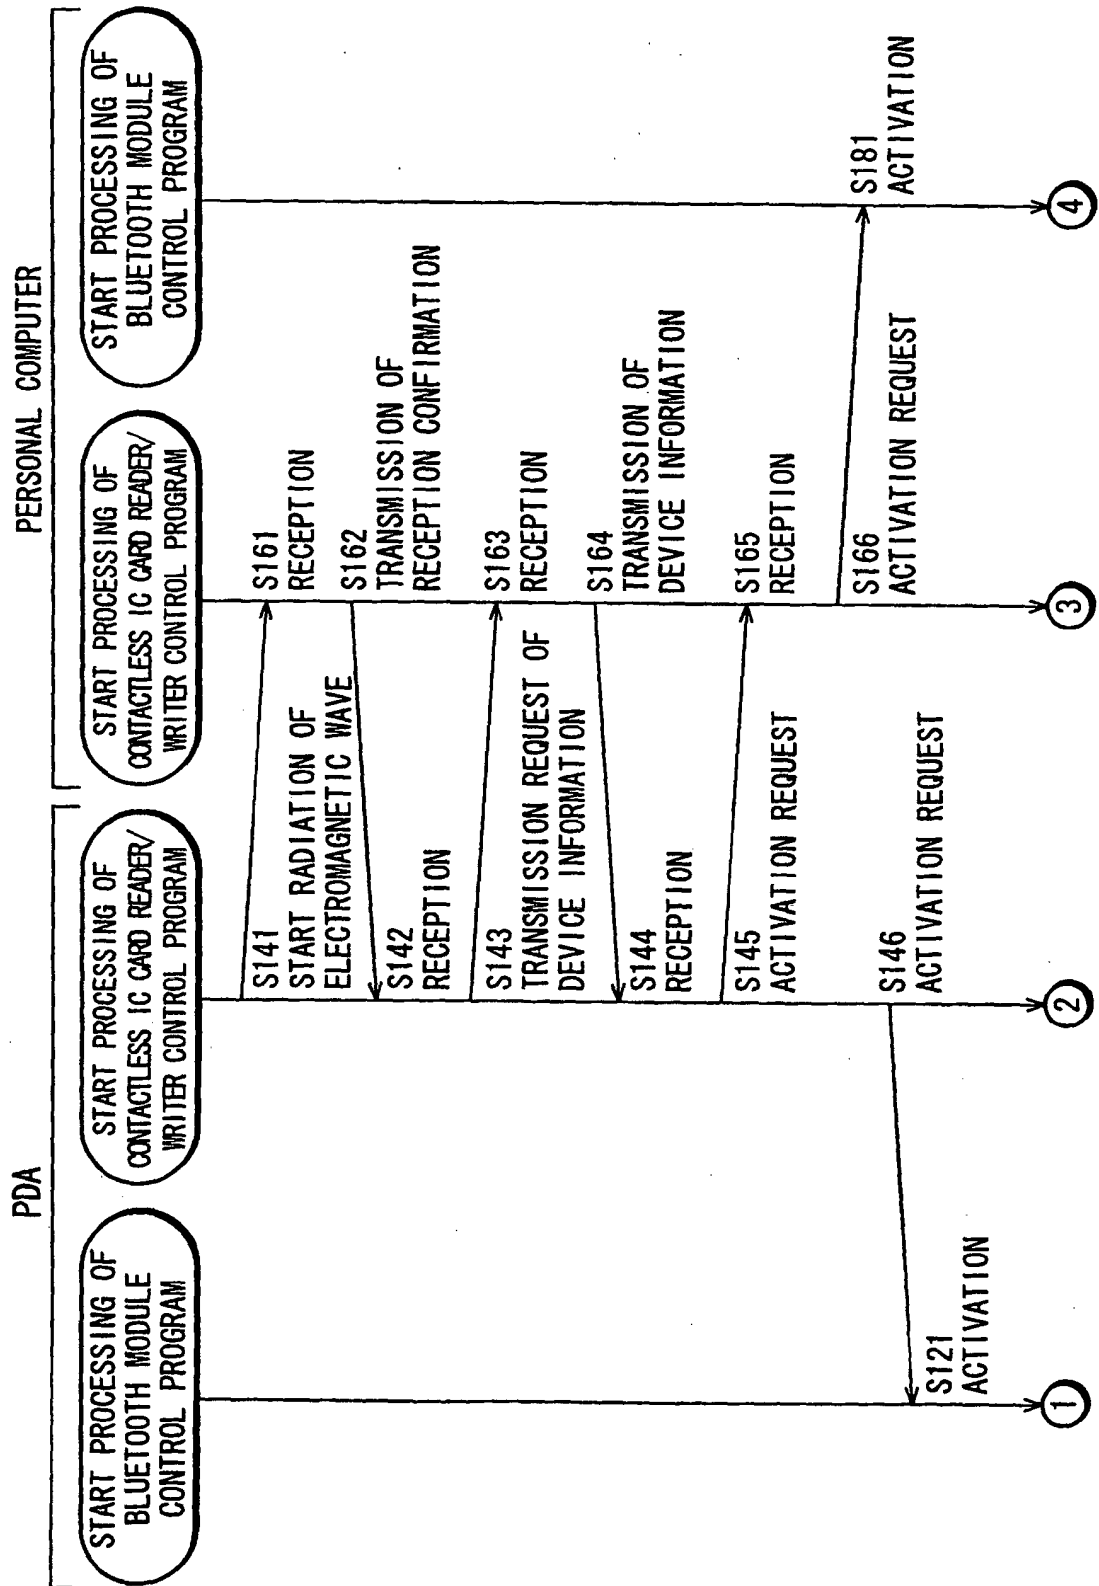 PDA
PERSONAL COMPUTER
START PROCESSING OF
BLUETOOTH MODULE
CONTROL PROGRAM
START PROCESSING OF
CONTACTLESS IC CARD READER/
WRITER CONTROL PROGRAM
START PROCESSING OF
CONTACTLESS IC CARD READER/
WRITER CONTROL PROGRAM
START PROCESSING OF
BLUETOOTH MODULE
CONTROL PROGRAM
S141
START RADIATION OF
ELECTROMAGNETIC WAVE
S161
RECEPTION
S162
TRANSMISSION OF
RECEPTION CONFIRMATION
S142
RECEPTION
S143
TRANSMISSION REQUEST OF
DEVICE INFORMATION
S163
RECEPTION
S164
TRANSMISSION OF
DEVICE INFORMATION
S144
RECEPTION
S145
ACTIVATION REQUEST
S165
RECEPTION
S166
ACTIVATION REQUEST
S181
ACTIVATION
S146
ACTIVATION REQUEST
S121
ACTIVATION
1
2
3
4